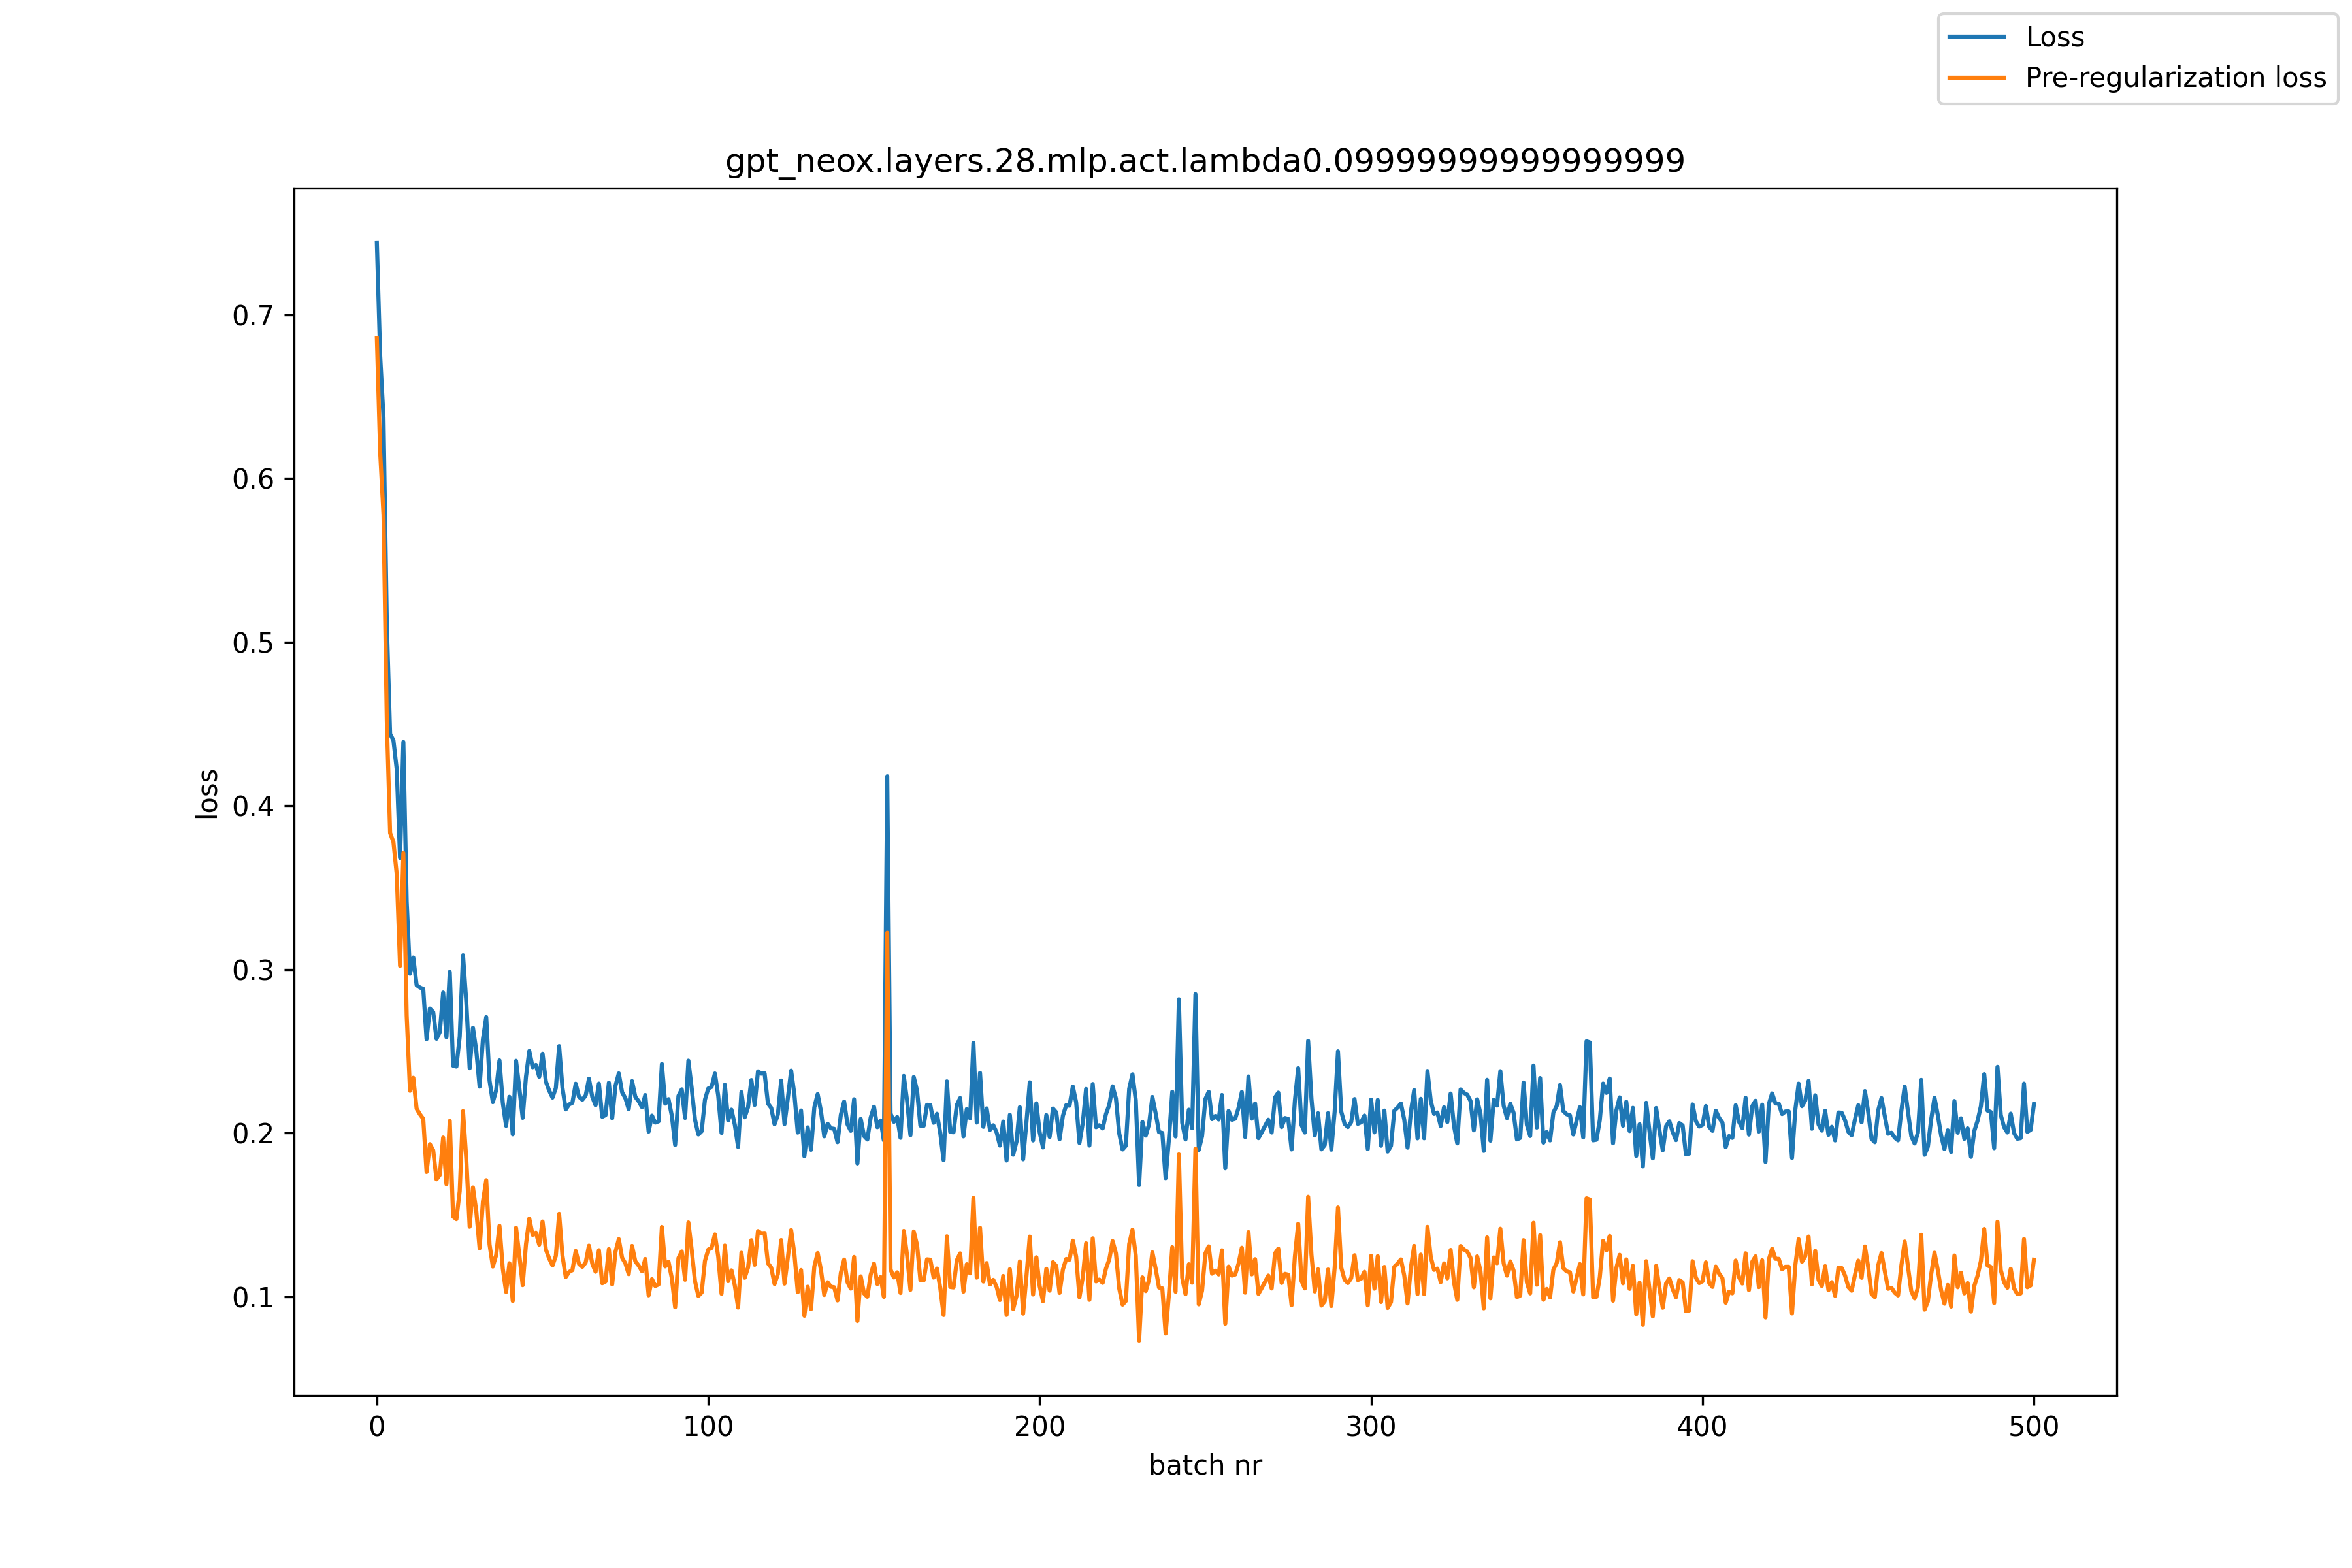 Loss
Pre-regularization loss
gpt_neox.layers.28.mlp.act.lambda0.09999999999999999
0.7
0.6
0.5
0.4
0.3
0.2
0.1
loss
0
100
200
300
400
500
batch nr